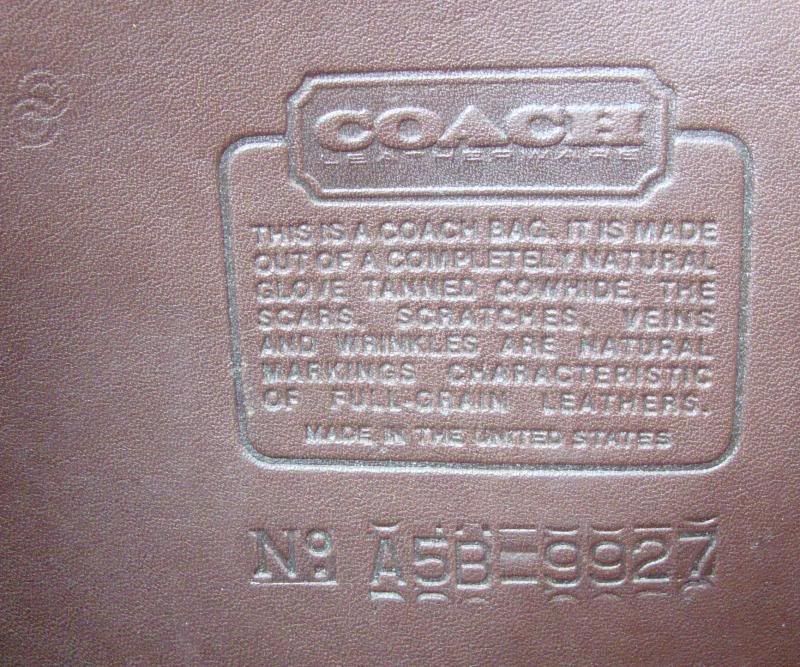 COACH
LEATHERWARE
THIS IS A COACH BAG. IT IS MADE
OUT OF A COMPLETELY NATURAL
GLOVE TANNED COWHIDE. THE
SCARS, SCRATCHES, VEINS
AND WRINKLES ARE NATURAL
MARKINGS CHARACTERISTIC
OF FULL-GRAIN LEATHERS.
MADE IN THE UNITED STATES
No: A5B-9927